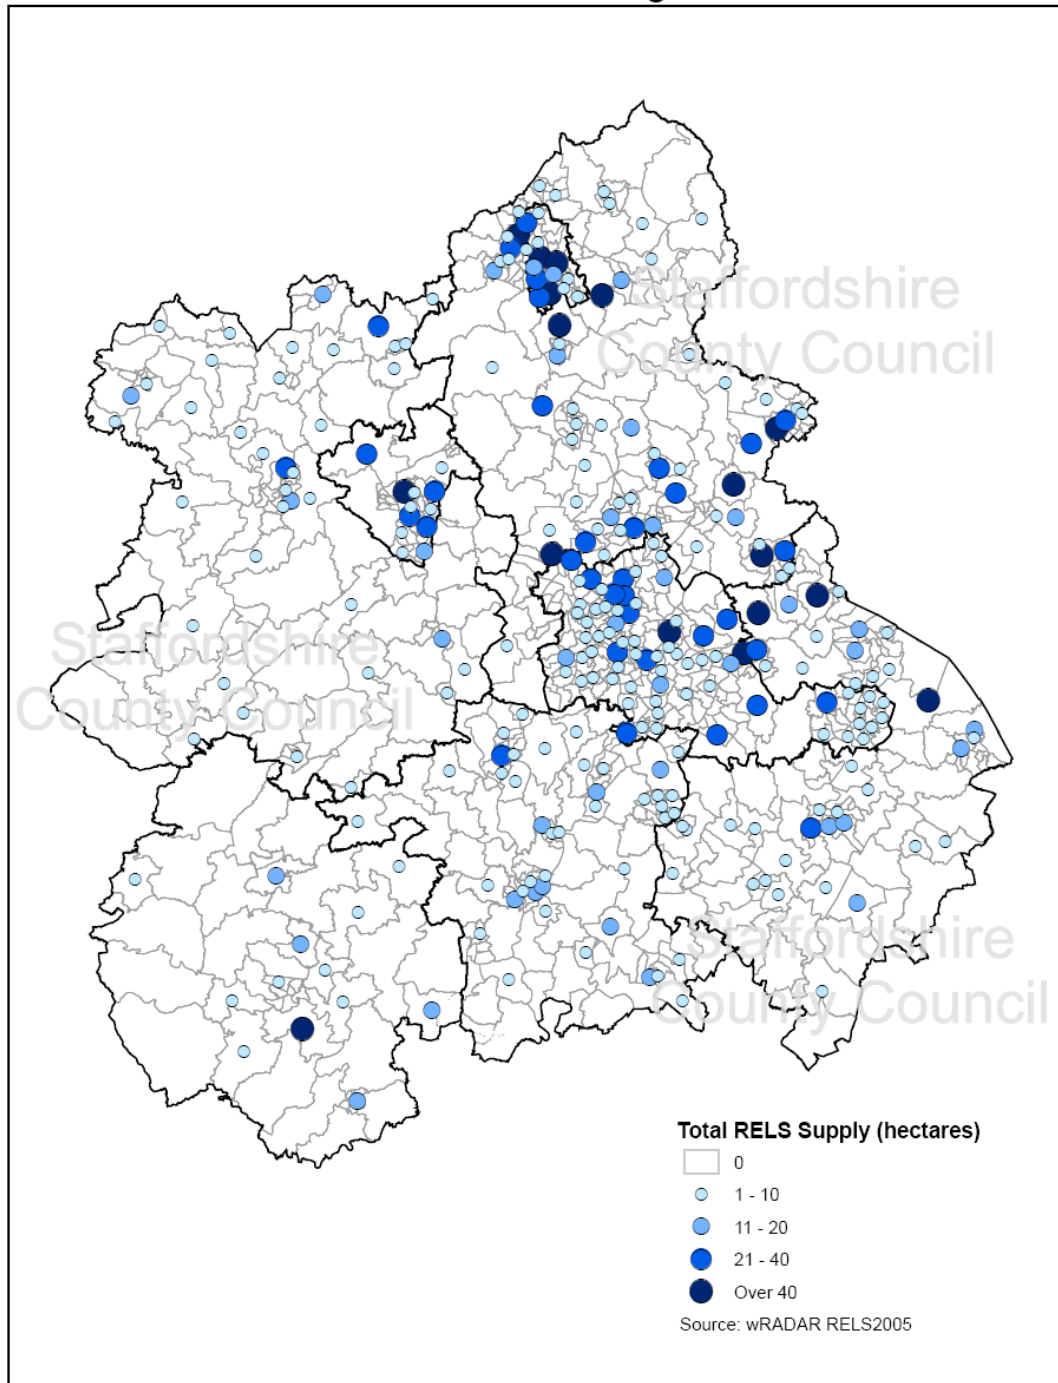 Staffordshire
County Council
Staffordshire
County Council
Staffordshire
County Council
Total RELS Supply (hectares)
0
1 - 10
11 - 20
21 - 40
Over 40
Source: wRADAR RELS2005